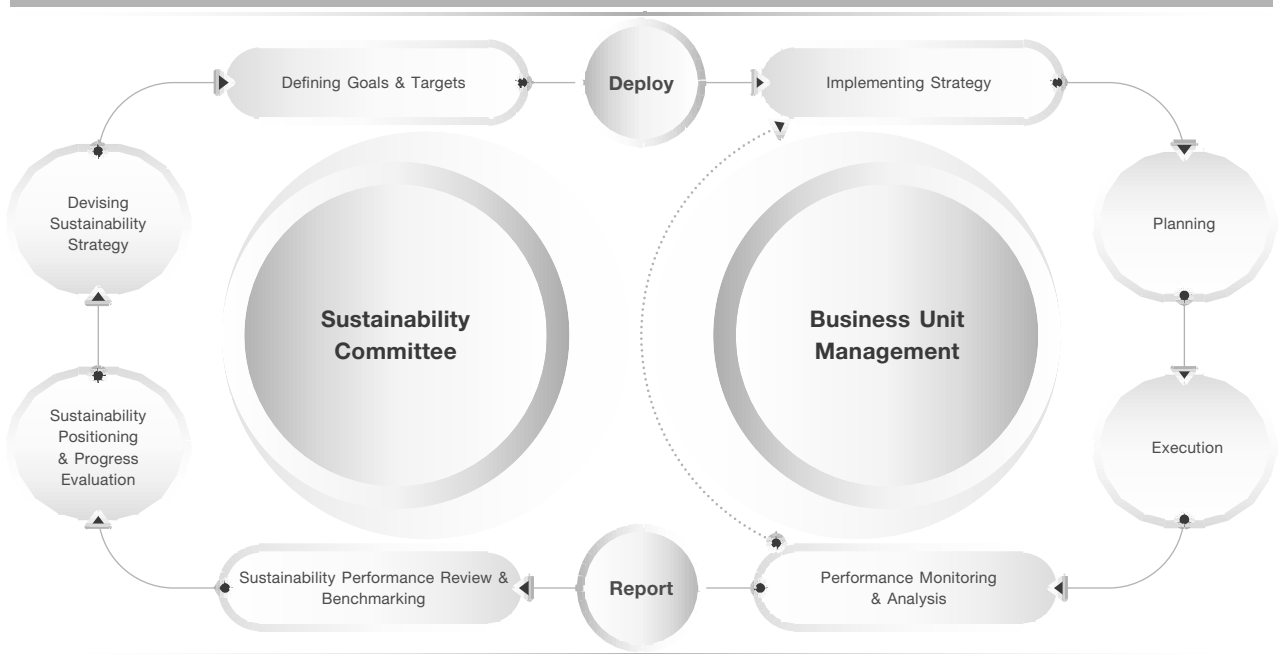 Defining Goals & Targets
Deploy
Implementing Strategy
Devising
Sustainability
Strategy
Planning
Sustainability
Committee
Business Unit
Management
Sustainability
Positioning
& Progress
Evaluation
Execution
Sustainability Performance Review &
Benchmarking
Report
Performance Monitoring
& Analysis